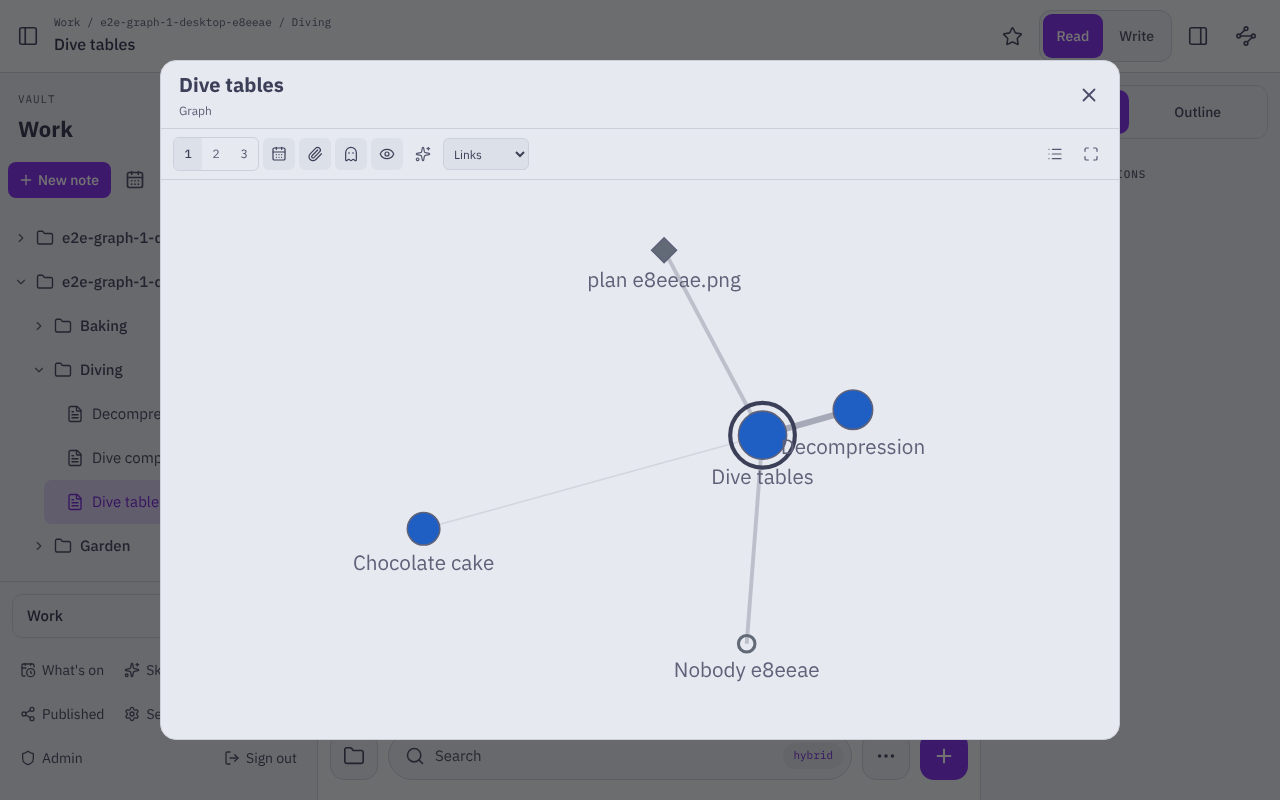 Work / e2e-graph-1-desktop-e8eeae / Diving
Dive tables
Read
Write
Dive tables
Graph
1 2 3
Links
VAULT
Work
New note
Outline
e2e-graph-1-d
e2e-graph-1-d
Baking
Diving
Decompre
Dive comp
Dive table
Garden
Work
What's on
Sk
Published
Se
Admin
Sign out
plan e8eeae.png
Decompression
Dive tables
Chocolate cake
Nobody e8eeae
Search
hybrid
IONS